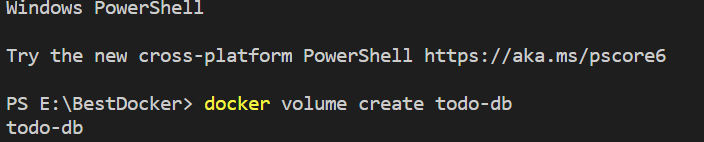 Windows PowerShell
Try the new cross-platform PowerShell https://aka.ms/pscore6
PS E:\BestDocker> docker volume create todo-db
todo-db